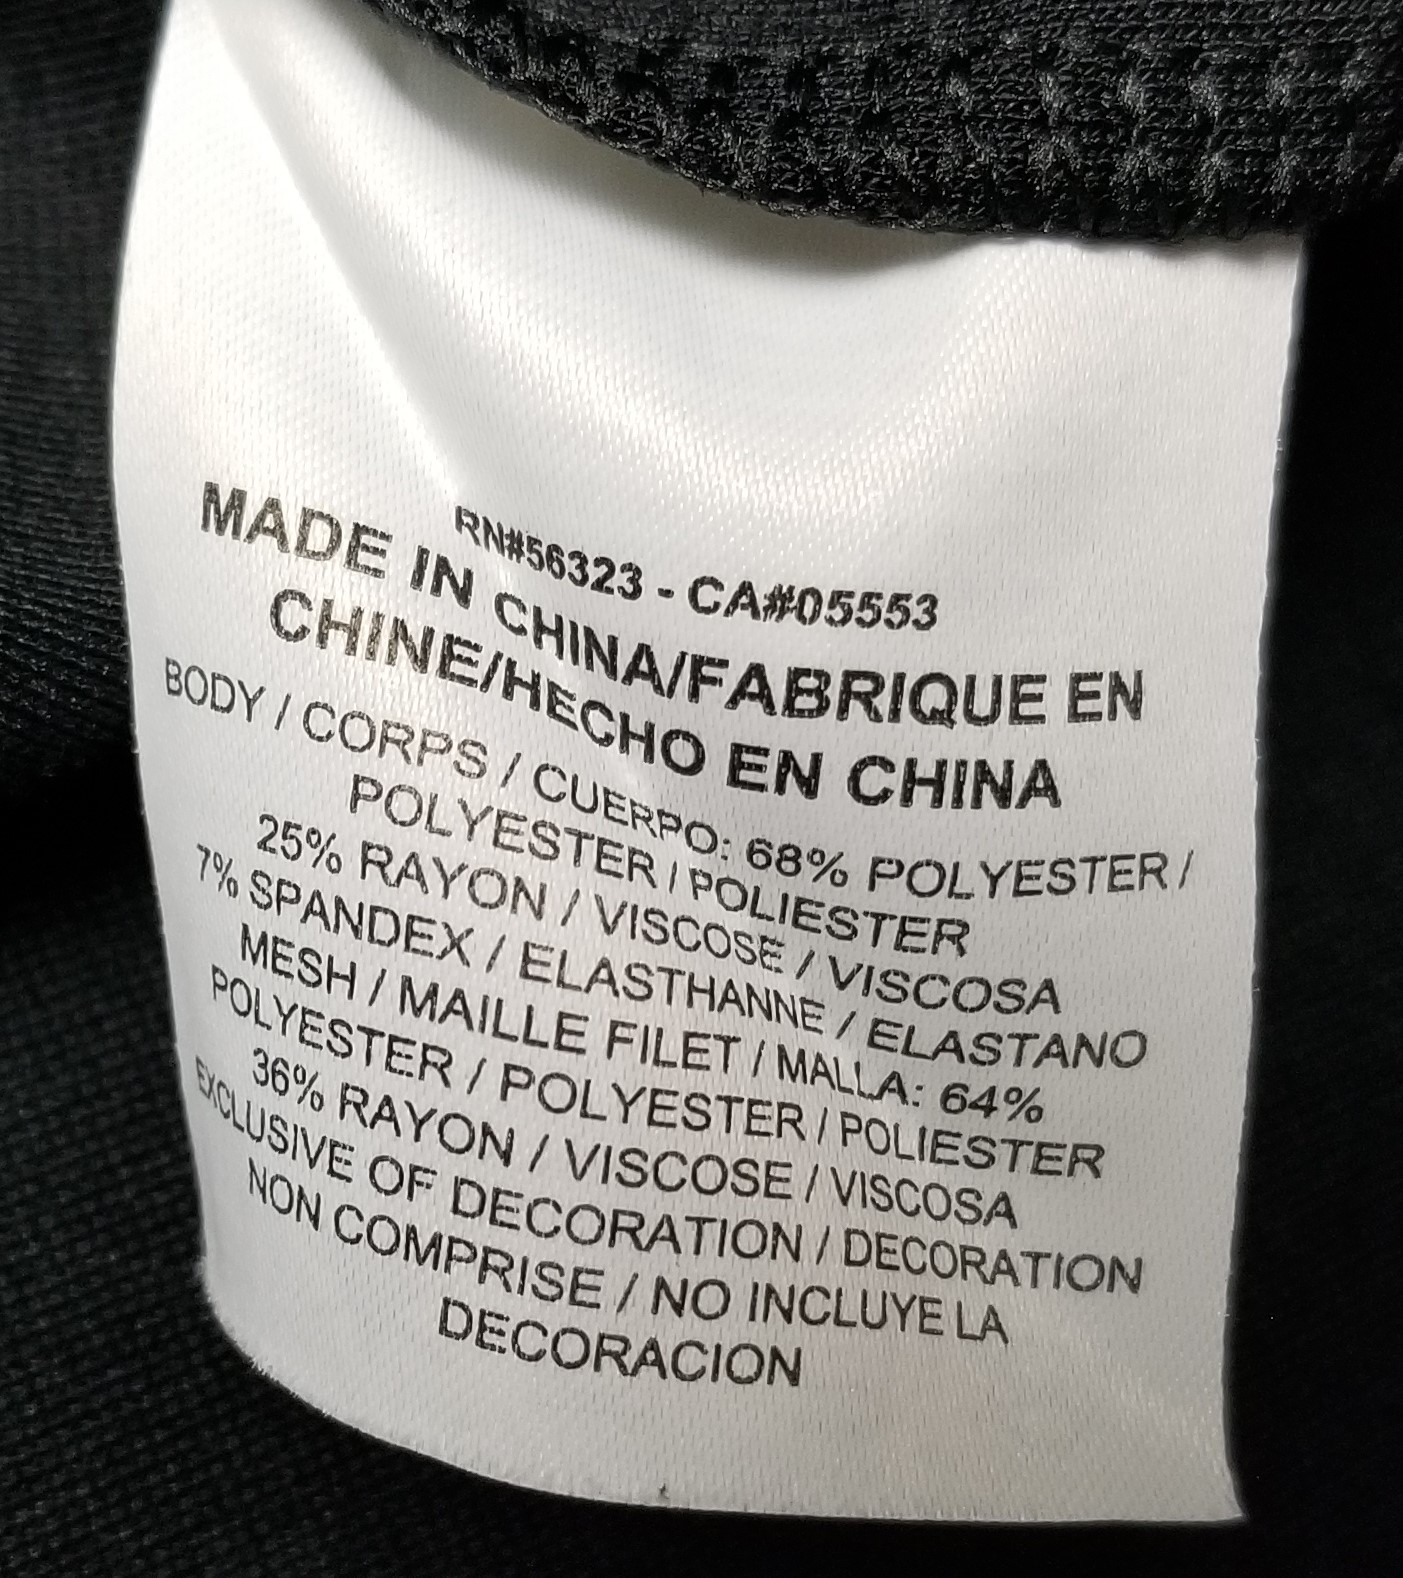 RN#56323 - CA#05553
MADE IN CHINA/FABRIQUE EN
CHINE/HECHO EN CHINA
BODY / CORPS / CUERPO: 68% POLYESTER /
POLYESTER / POLIESTER
25% RAYON / VISCOSE / VISCOSA
7% SPANDEX / ELASTHANNE / ELASTANO
MESH / MAILLE FILET / MALLA: 64%
POLYESTER / POLYESTER / POLIESTER
36% RAYON / VISCOSE / VISCOSA
EXCLUSIVE OF DECORATION / DECORATION
NON COMPRISE / NO INCLUYE LA
DECORACION